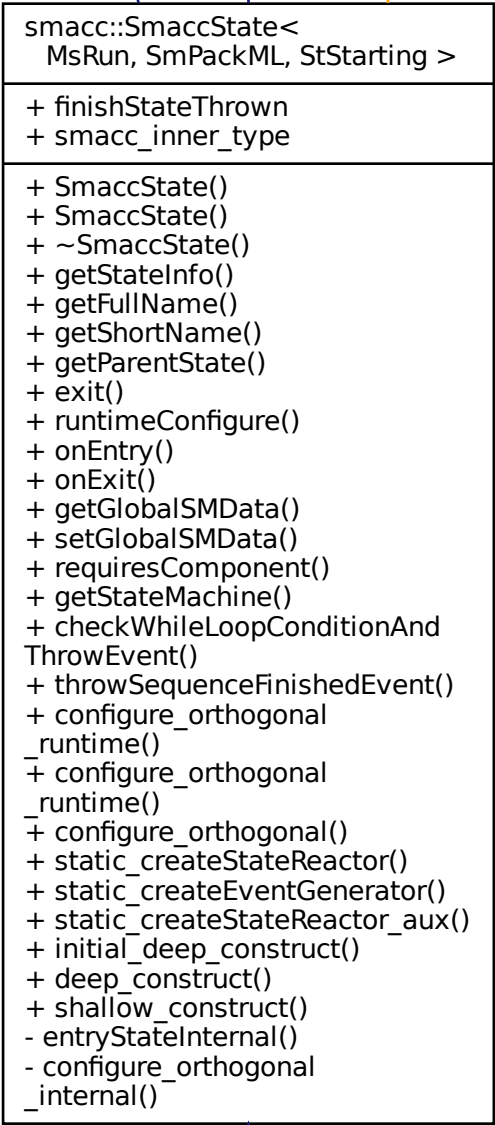 smacc::SmaccState<
MsRun, SmPackML, StStarting >
+ finishStateThrown
+ smacc_inner_type
+ SmaccState()
+ SmaccState()
+ ~SmaccState()
+ getStateInfo()
+ getFullName()
+ getShortName()
+ getParentState()
+ exit()
+ runtimeConfigure()
+ onEntry()
+ onExit()
+ getGlobalSMData()
+ setGlobalSMData()
+ requiresComponent()
+ getStateMachine()
+ checkWhileLoopConditionAnd
ThrowEvent()
+ throwSequenceFinishedEvent()
+ configure_orthogonal
_runtime()
+ configure_orthogonal
_runtime()
+ configure_orthogonal()
+ static_createStateReactor()
+ static_createEventGenerator()
+ static_createStateReactor_aux()
+ initial_deep_construct()
+ deep_construct()
+ shallow_construct()
- entryStateInternal()
- configure_orthogonal
_internal()